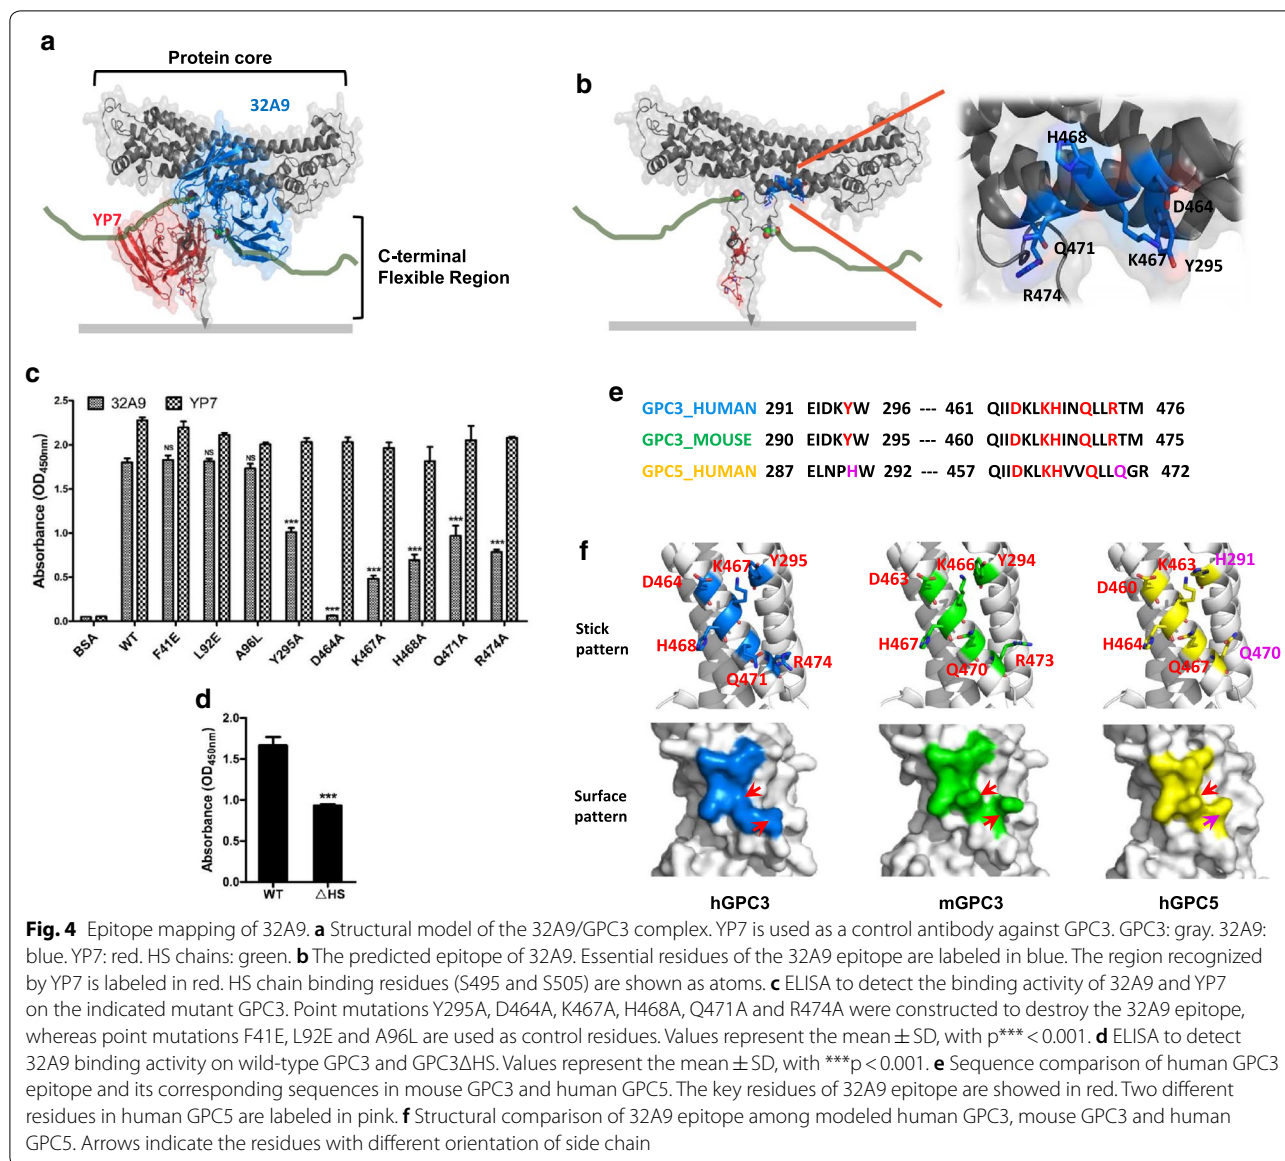 a
Protein core
32A9
YP7
C-terminal
Flexible Region
b
H468
D464
Q471
K467
Y295
R474
c
32A9
YP7
Absorbance (OD450nm)
2.5
2.0
1.5
1.0
0.5
0.0
NS
NS
NS
***
***
***
***
***
***
BSA
WT
F41E
L92E
A96L
Y295A
D464A
K467A
H468A
Q471A
R474A
d
Absorbance (OD450nm)
2.0
1.5
1.0
0.5
0.0
***
WT
△HS
e
GPC3_HUMAN 291 EIDKYW 296 --- 461 QIIDKLKHINQLLRTM 476
GPC3_MOUSE 290 EIDKYW 295 --- 460 QIIDKLKHINQLLRTM 475
GPC5_HUMAN 287 ELNPHW 292 --- 457 QIIDKLKHVVQLLQGR 472
f
Stick
pattern
D464
K467
Y295
H468
Q471
R474
D463
K466
Y294
H467
Q470
R473
D460
K463
H291
H464
Q467
Q470
Surface
pattern
hGPC3
mGPC3
hGPC5
Fig. 4 Epitope mapping of 32A9. a Structural model of the 32A9/GPC3 complex. YP7 is used as a control antibody against GPC3. GPC3: gray. 32A9:
blue. YP7: red. HS chains: green. b The predicted epitope of 32A9. Essential residues of the 32A9 epitope are labeled in blue. The region recognized
by YP7 is labeled in red. HS chain binding residues (S495 and S505) are shown as atoms. c ELISA to detect the binding activity of 32A9 and YP7
on the indicated mutant GPC3. Point mutations Y295A, D464A, K467A, H468A, Q471A and R474A were constructed to destroy the 32A9 epitope,
whereas point mutations F41E, L92E and A96L are used as control residues. Values represent the mean ± SD, with p*** < 0.001. d ELISA to detect
32A9 binding activity on wild-type GPC3 and GPC3ΔHS. Values represent the mean ± SD, with ***p < 0.001. e Sequence comparison of human GPC3
epitope and its corresponding sequences in mouse GPC3 and human GPC5. The key residues of 32A9 epitope are showed in red. Two different
residues in human GPC5 are labeled in pink. f Structural comparison of 32A9 epitope among modeled human GPC3, mouse GPC3 and human
GPC5. Arrows indicate the residues with different orientation of side chain